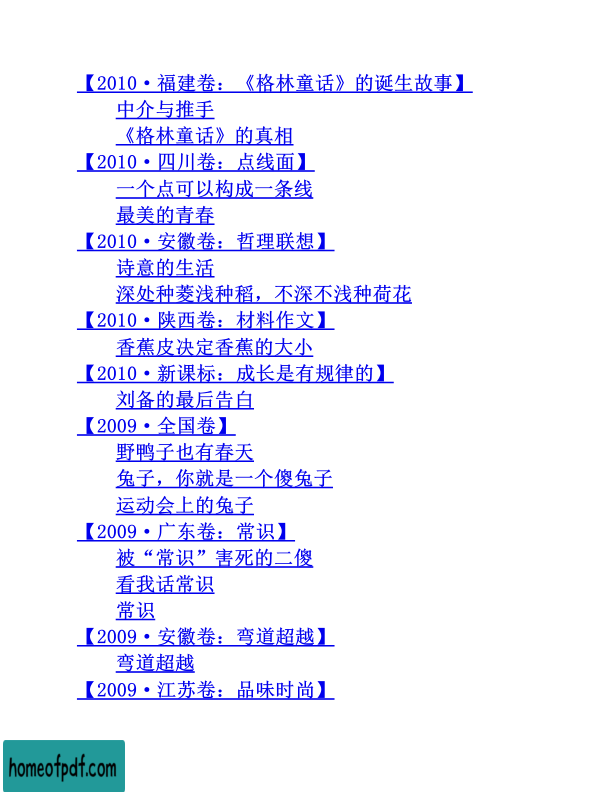 【2010·福建卷：《格林童话》的诞生故事】
中介与推手
《格林童话》的真相
【2010·四川卷：点线面】
一个点可以构成一条线
最美的青春
【2010·安徽卷：哲理联想】
诗意的生活
深处种菱浅种稻，不深不浅种荷花
【2010·陕西卷：材料作文】
香蕉皮决定香蕉的大小
【2010·新课标：成长是有规律的】
刘备的最后告白
【2009·全国卷】
野鸭子也有春天
兔子，你就是一个傻兔子
运动会上的兔子
【2009·广东卷：常识】
被“常识”害死的二傻
看我话常识
常识
【2009·安徽卷：弯道超越】
弯道超越
【2009·江苏卷：品味时尚】
homeofpdf.com